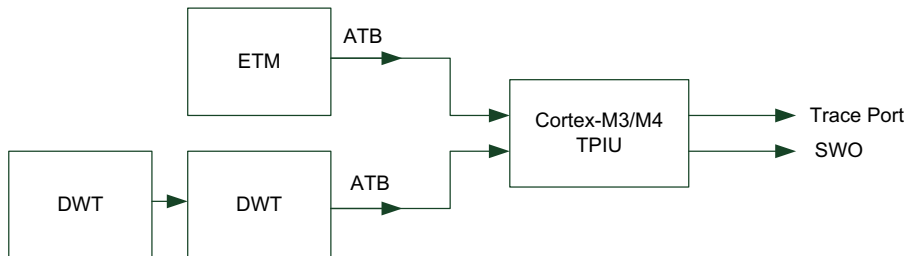 ATB
ETM
Cortex-M3/M4
TPIU
Trace Port
SWO
ATB
DWT
DWT